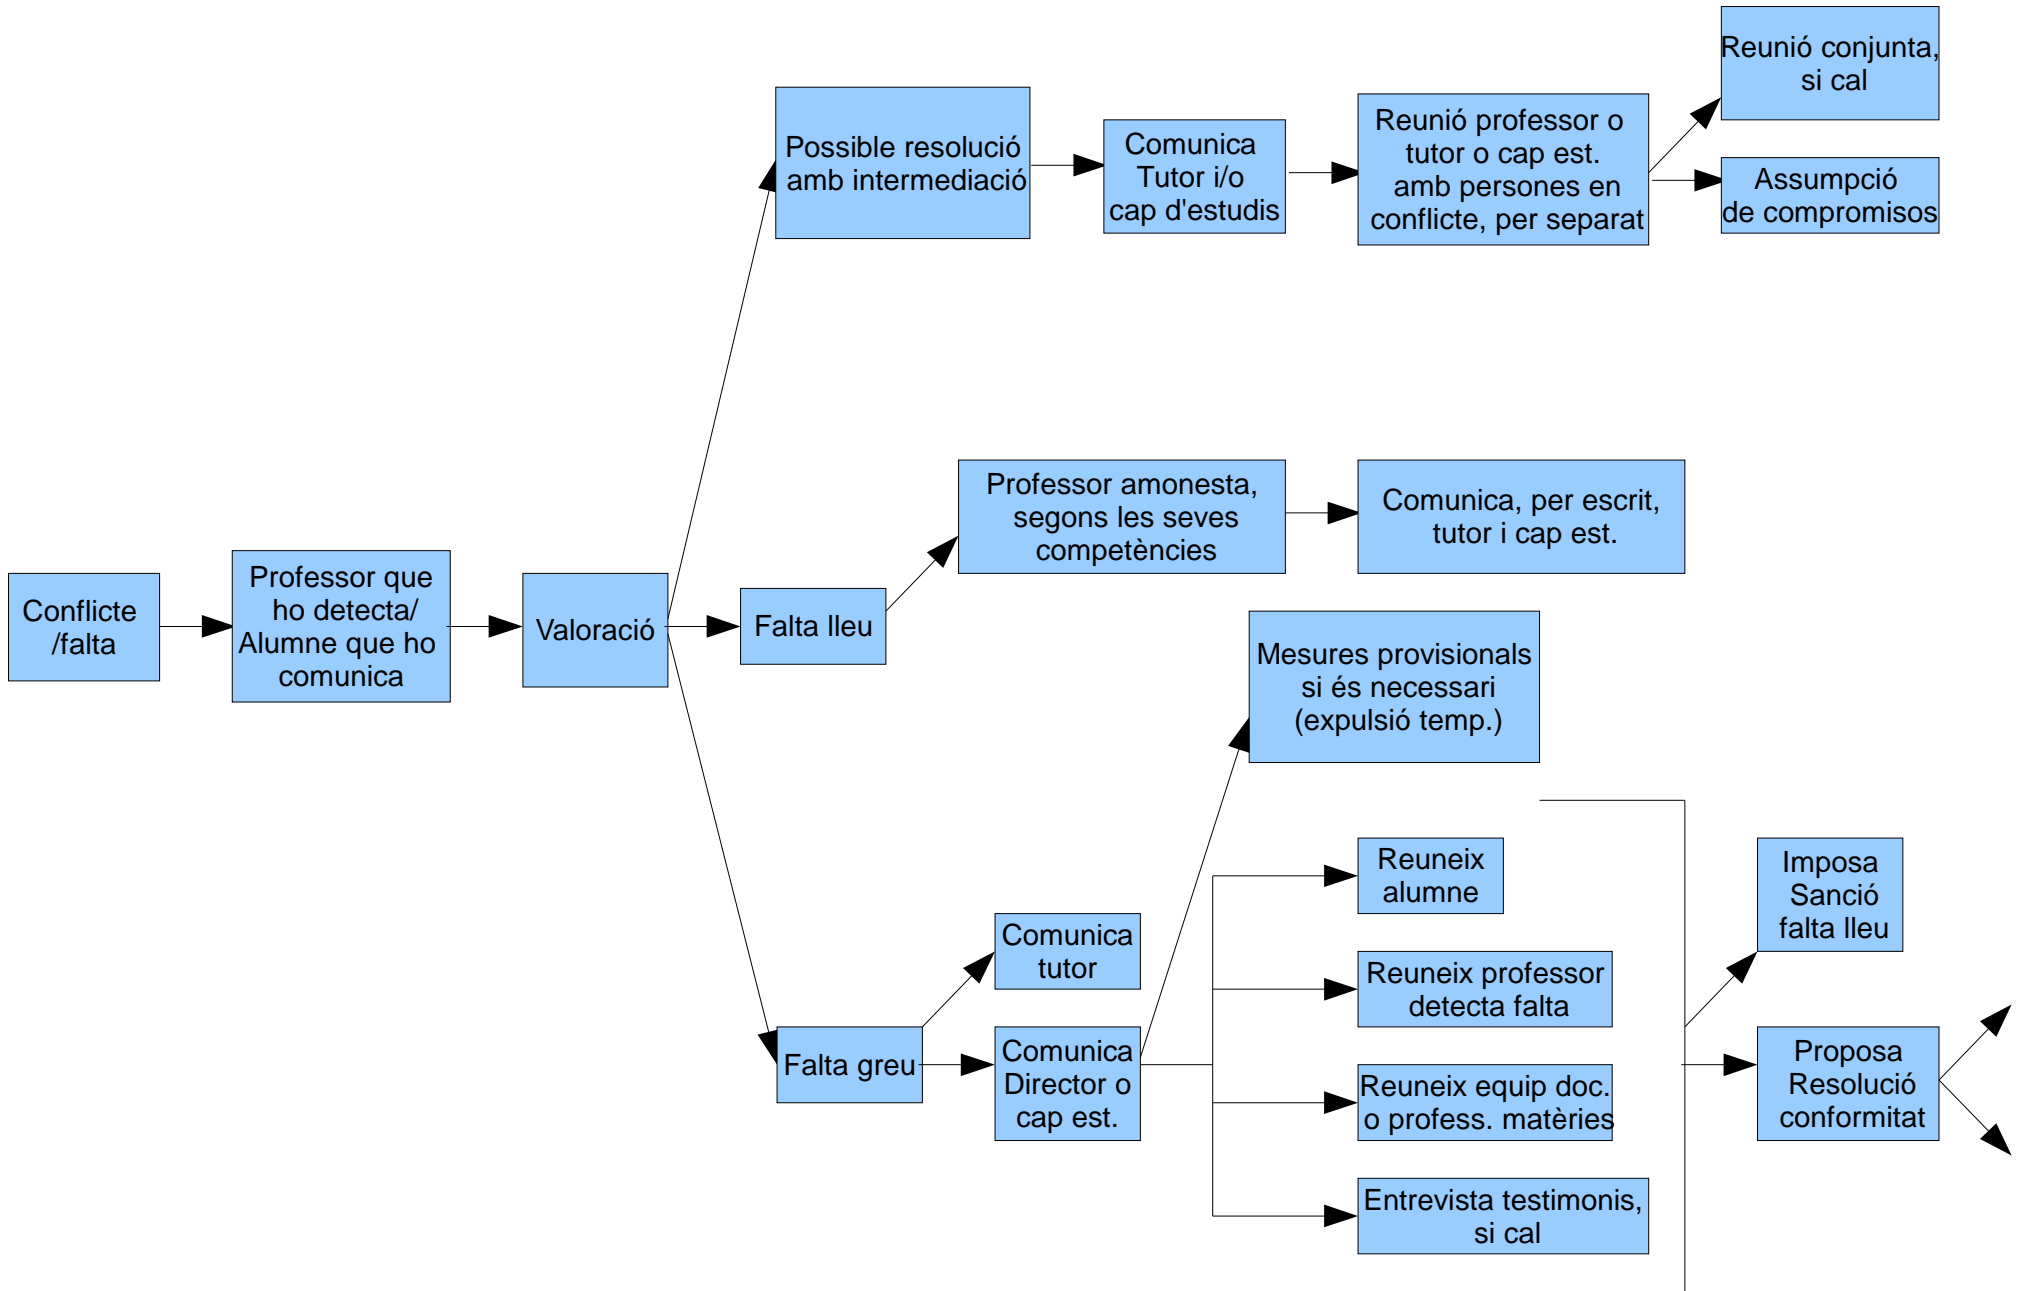 Reunió conjunta,
si cal
Possible resolució
amb intermediació
Comunica
Tutor i/o
cap d'estudis
Reunió professor o
tutor o cap est.
amb persones en
conflicte, per separat
Assumpció
de compromisos
Professor amonesta,
segons les seves
competències
Comunica, per escrit,
tutor i cap est.
Conflicte
/falta
Professor que
ho detecta/
Alumne que ho
comunica
Valoració
Falta lleu
Mesures provisionals
si és necessari
(expulsió temp.)
Reuneix
alumne
Imposa
Sanció
falta lleu
Comunica
tutor
Reuneix professor
detecta falta
Falta greu
Comunica
Director o
cap est.
Reuneix equip doc.
o profess. matèries
Proposa
Resolució
conformitat
Entrevista testimonis,
si cal